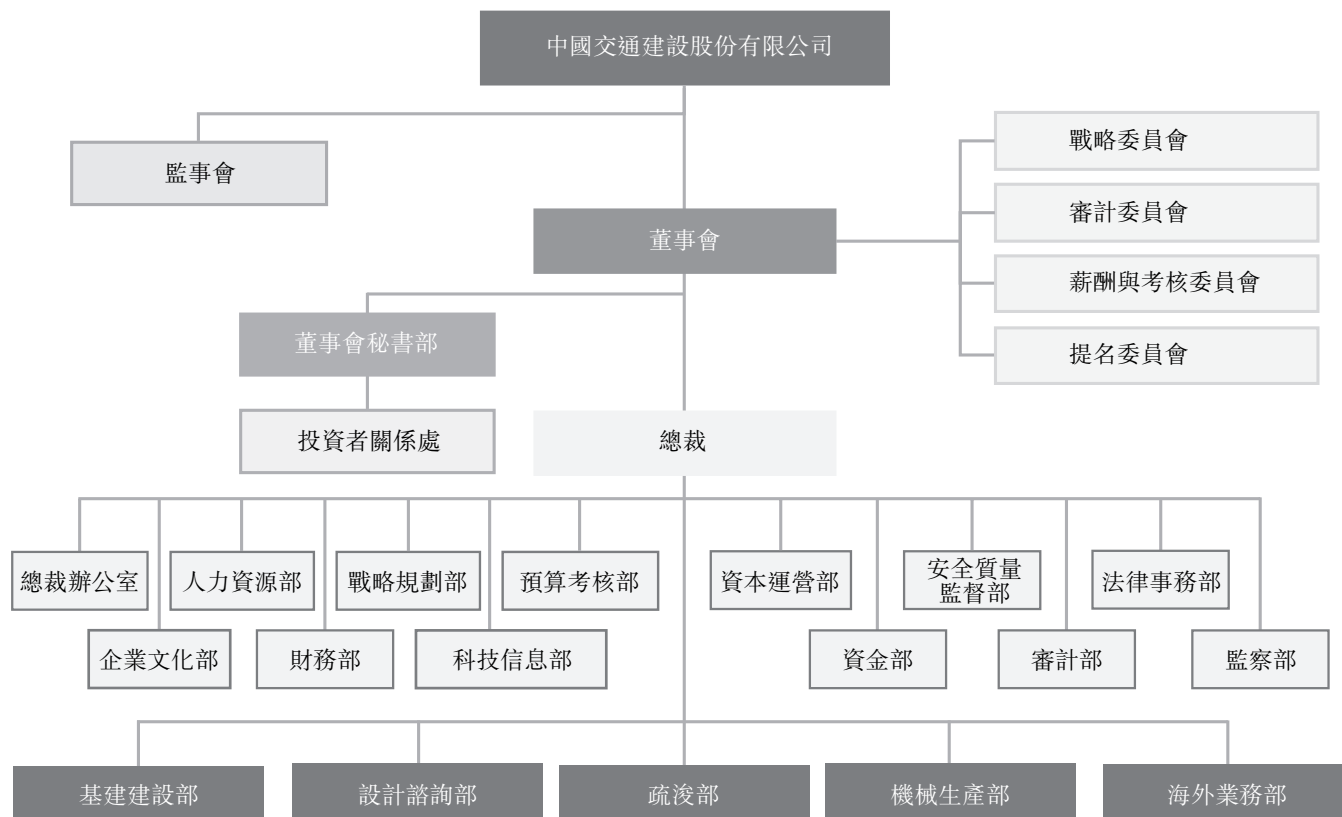 中國交通建設股份有限公司
監事會
戰略委員會
審計委員會
董事會
薪酬與考核委員會
董事會秘書部
提名委員會
投資者關係處
總裁
總裁辦公室
人力資源部
戰略規劃部
預算考核部
資本運營部
安全質量
監督部
法律事務部
企業文化部
財務部
科技信息部
資金部
審計部
監察部
基建建設部
設計諮詢部
疏浚部
機械生產部
海外業務部